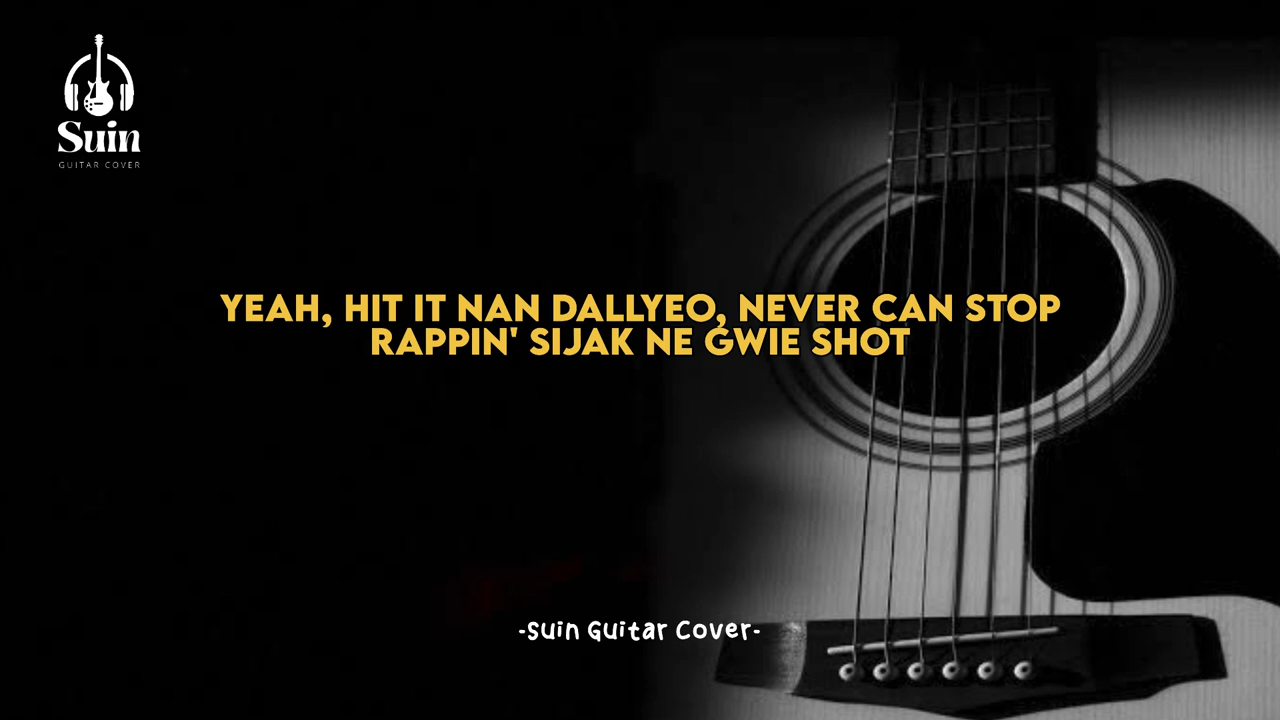 Suin
GUITAR COVER
YEAH, HIT IT NAN DALLYEO, NEVER CAN STOP
RAPPIN' SIJAK NE GWIE SHOT
-Suin Guitar Cover-